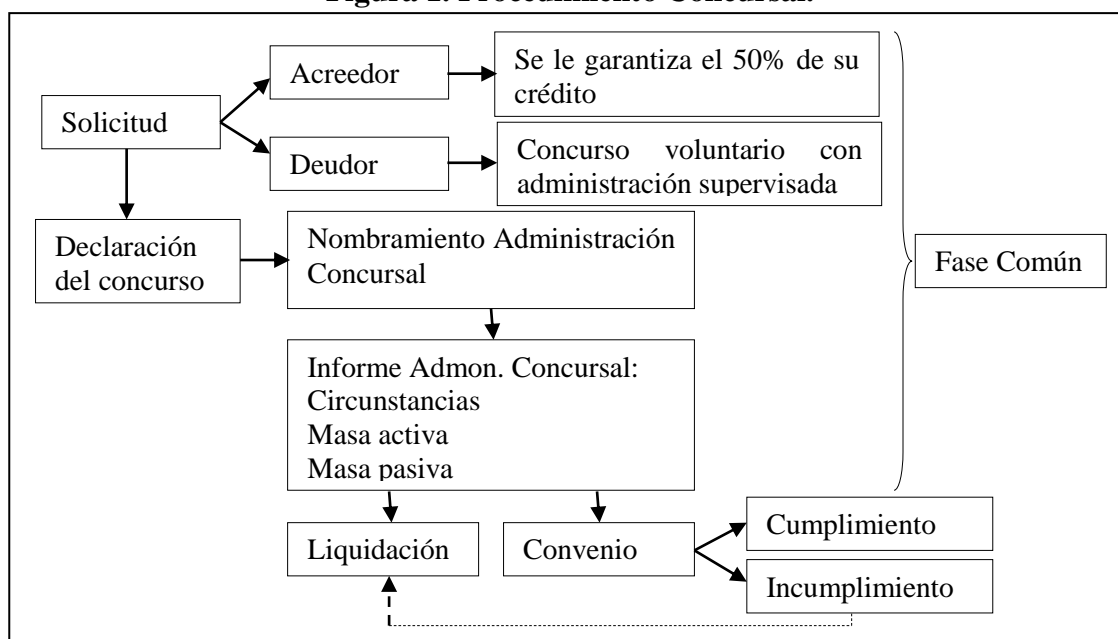 Figura 1. Procedimiento Concursal.
Acreedor
Se le garantiza el 50% de su
crédito
Solicitud
Deudor
Concurso voluntario con
administración supervisada
Declaración
del concurso
Nombramiento Administración
Concursal
Fase Común
Informe Admon. Concursal:
Circunstancias
Masa activa
Masa pasiva
Liquidación
Convenio
Cumplimiento
Incumplimiento